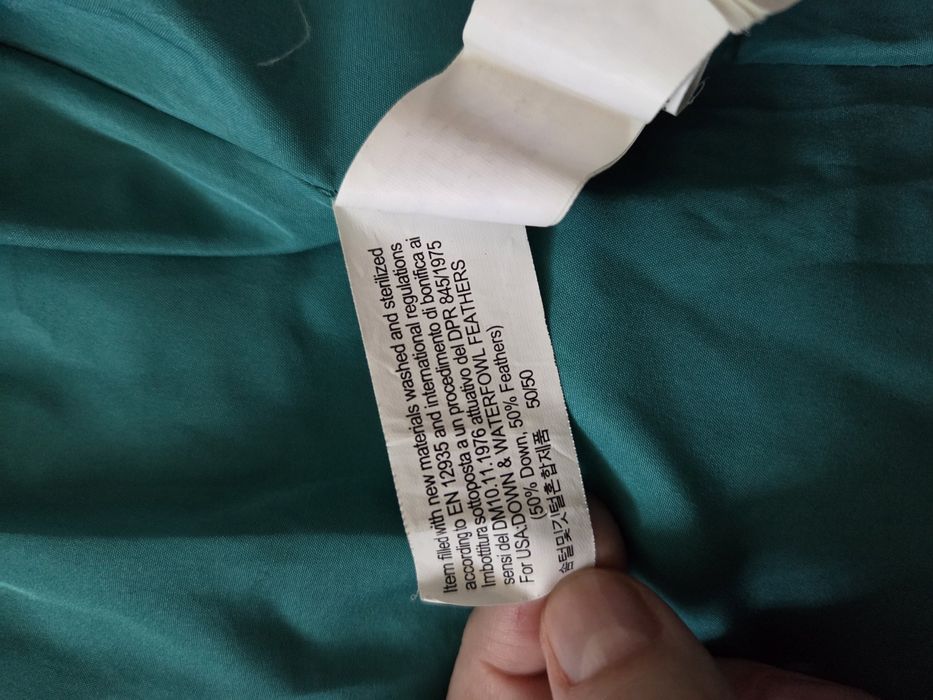 Item filled with new materials washed and sterilized
according to EN 12935 and international regulations
Imbottitura sottoposta a un procedimento di bonifica ai
sensi del DM10.11.1976 attuativo del DPR 845/1975
For USA:DOWN & WATERFOWL FEATHERS
(50% Down, 50% Feathers)
솜털및깃털혼합제품 50/50